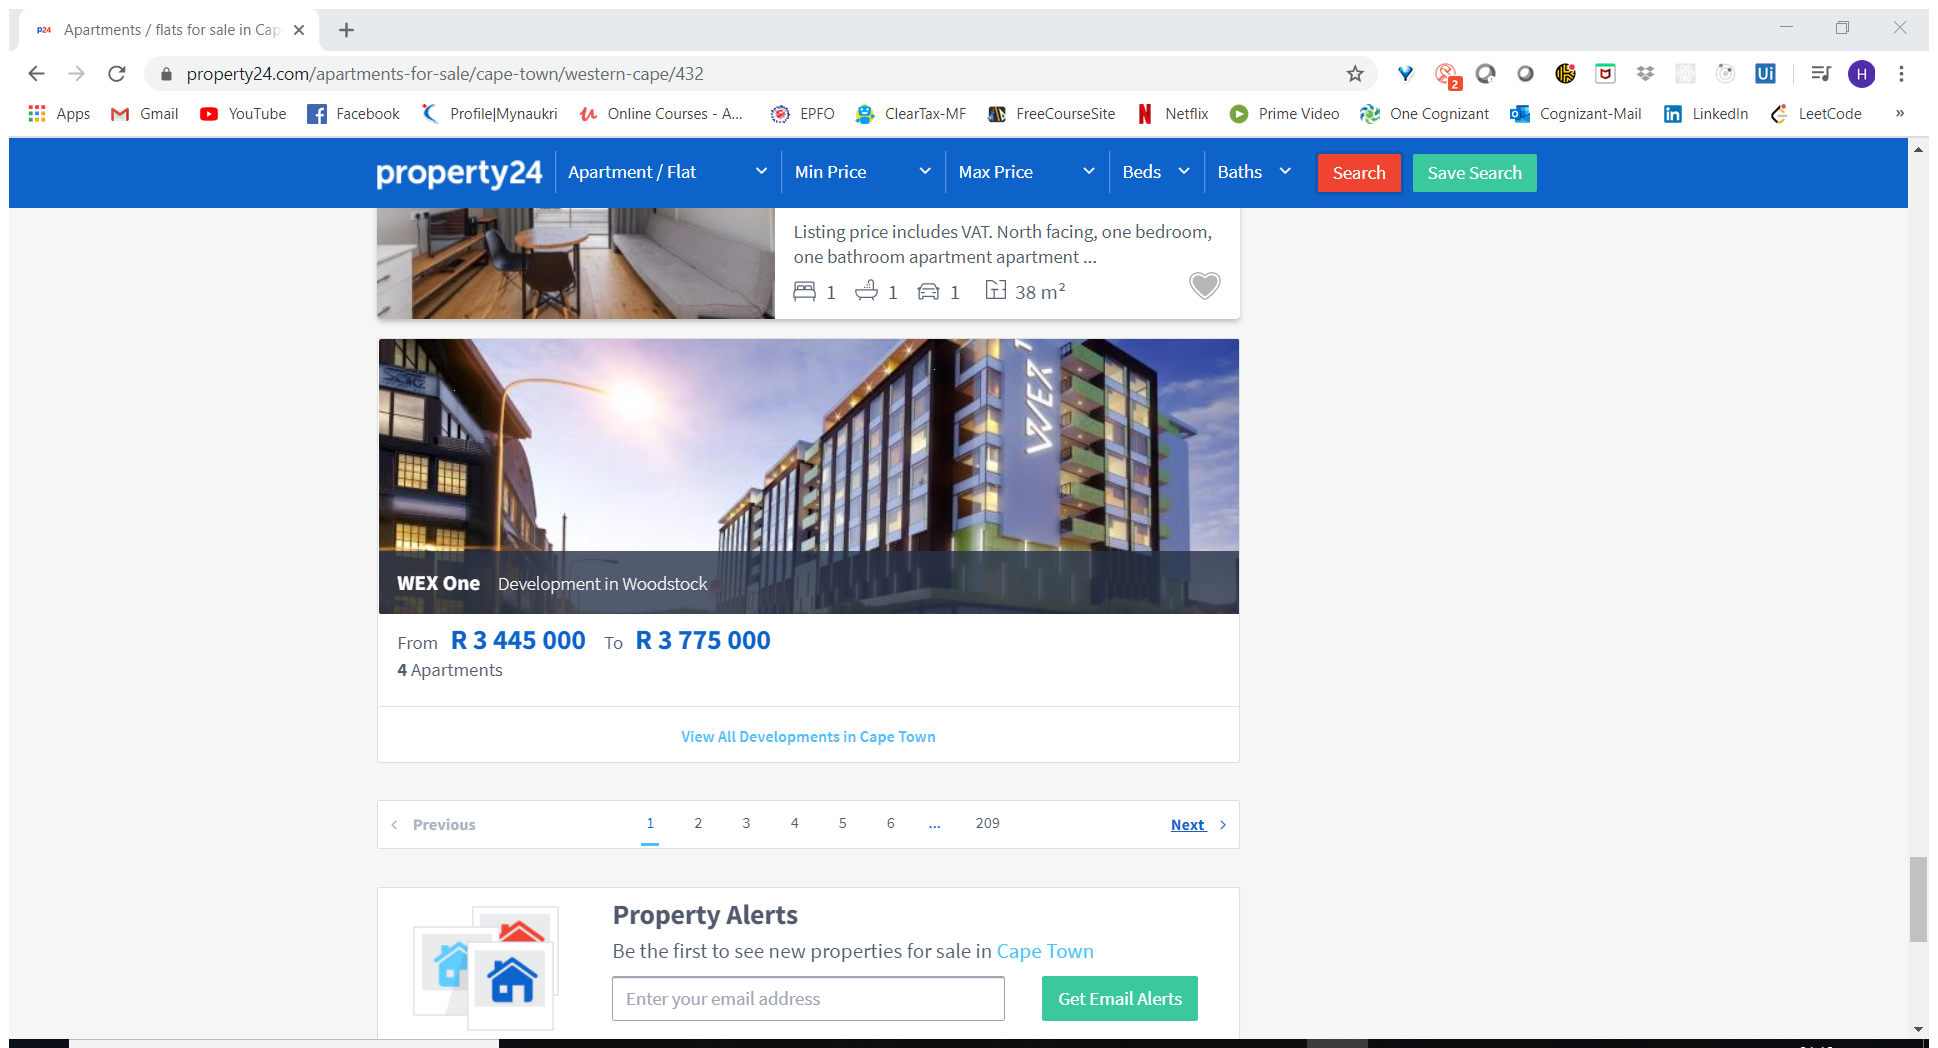 P24 Apartments / flats for sale in Cap
property24.com/apartments-for-sale/cape-town/western-cape/432
2
Ui
H
Apps Gmail YouTube Facebook Profile|Mynaukri Online Courses - A... EPFO ClearTax-MF FreeCourseSite Netflix Prime Video One Cognizant Cognizant-Mail LinkedIn LeetCode »
property24 Apartment / Flat Min Price Max Price Beds Baths Search Save Search
Listing price includes VAT. North facing, one bedroom,
one bathroom apartment apartment ...
1 1 1 38 m²
WEX 1
WEX One Development in Woodstock
From R 3 445 000 To R 3 775 000
4 Apartments
View All Developments in Cape Town
< Previous 1 2 3 4 5 6 ... 209 Next >
Property Alerts
Be the first to see new properties for sale in Cape Town
Enter your email address Get Email Alerts